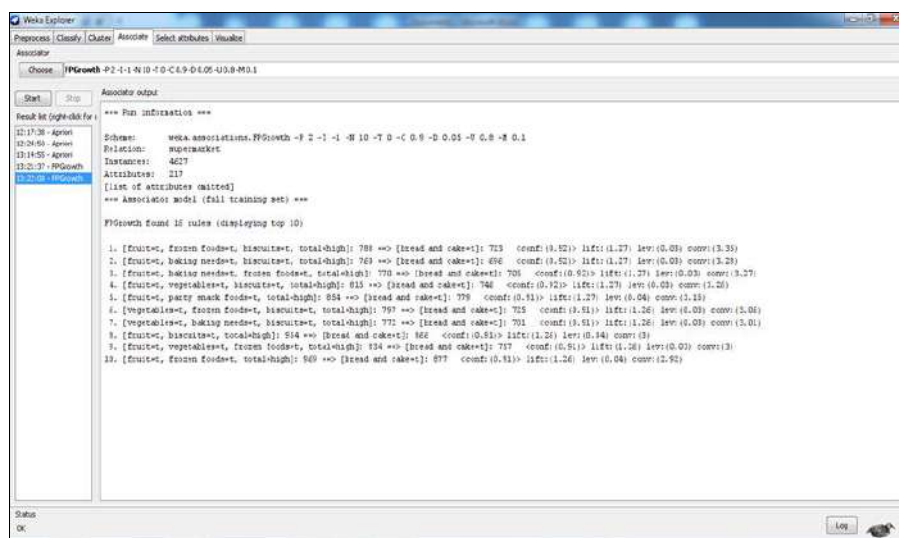 Weka Explorer
Preprocess Classify Cluster Associate Select attributes Visualize
Associator
Choose FPGrowth -P 2 -I -1 -N 10 -T 0 -C 0.9 -D 0.05 -U 0.8 -M 0.1
Start Stop
Associator output
Result list (right-click for
12:17:38 - Apriori
Apriori
13:14:55 - Apriori
FPGrowth
FPGrowth
=== Run information ===
Scheme: weka.associations.FPGrowth -P 2 -I -1 -N 10 -T 0 -C 0.9 -D 0.05 -U 0.8 -M 0.1
Relation: supermarket
Instances: 4627
Attributes: 217
[list of attributes omitted]
=== Associator model (full training set) ===
FPGrowth found 16 rules (displaying top 10)
1. [fruit=t, frozen foods=t, biscuits=t, total=high]: 788 ==> [bread and cake=t]: 723 <conf:(0.92)> lift:(1.27) lev:(0.03) conv:(3.35)
2. [fruit=t, baking needs=t, biscuits=t, total=high]: 760 ==> [bread and cake=t]: 696 <conf:(0.92)> lift:(1.27) lev:(0.03) conv:(3.28)
3. [fruit=t, baking needs=t, frozen foods=t, total=high]: 770 ==> [bread and cake=t]: 705 <conf:(0.92)> lift:(1.27) lev:(0.03) conv:(3.27)
4. [fruit=t, vegetables=t, biscuits=t, total=high]: 815 ==> [bread and cake=t]: 746 <conf:(0.92)> lift:(1.27) lev:(0.03) conv:(3.26)
5. [fruit=t, party snack foods=t, total=high]: 854 ==> [bread and cake=t]: 779 <conf:(0.91)> lift:(1.27) lev:(0.04) conv:(3.15)
6. [vegetables=t, frozen foods=t, biscuits=t, total=high]: 797 ==> [bread and cake=t]: 725 <conf:(0.91)> lift:(1.26) lev:(0.03) conv:(3.06)
7. [vegetables=t, baking needs=t, biscuits=t, total=high]: 772 ==> [bread and cake=t]: 701 <conf:(0.91)> lift:(1.26) lev:(0.03) conv:(3.01)
8. [fruit=t, biscuits=t, total=high]: 954 ==> [bread and cake=t]: 866 <conf:(0.91)> lift:(1.26) lev:(0.04) conv:(3)
9. [fruit=t, vegetables=t, frozen foods=t, total=high]: 834 ==> [bread and cake=t]: 757 <conf:(0.91)> lift:(1.26) lev:(0.03) conv:(3)
10. [fruit=t, frozen foods=t, total=high]: 969 ==> [bread and cake=t]: 877 <conf:(0.91)> lift:(1.26) lev:(0.04) conv:(2.92)
Status
OK
Log